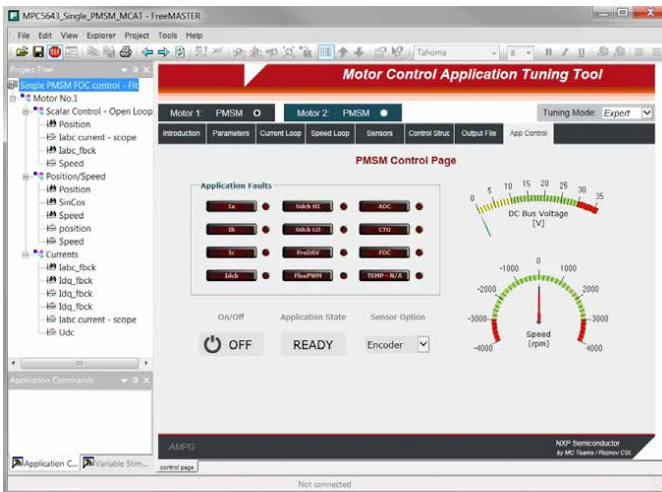 MPC5643_Single_PMSM_MCAT - FreeMASTER
File Edit View Explorer Project Tools Help
Tahoma 8 B I U
Project Tree
Single PMSM FOC control - Flt
Motor No.1
Scalar Control - Open Loop
Position
Iabc current - scope
Iabc_fbck
Speed
Position/Speed
Position
SinCos
Speed
position
Speed
Currents
Iabc_fbck
Idq_fbck
Idq_fbck
Idq_fbck
Iabc current - scope
Udc
Application Commands
Application C... Variable Stim...
Motor Control Application Tuning Tool
Motor 1: PMSM Motor 2: PMSM Tuning Mode: Expert
Introduction Parameters Current Loop Speed Loop Sensors Control Struc Output File App Control
PMSM Control Page
Application Faults
Ia Udcb HI ADC
Ib Udcb LO CTU
Ic PreDRV FOC
Idcb FlexPWM TEMP - N/A
0 5 10 15 20 25 30 35
DC Bus Voltage
[V]
On/Off Application State Sensor Option
OFF READY Encoder
-4000 -3000 -2000 -1000 0 1000 2000 3000 4000
Speed
[rpm]
AMPG
NXP Semiconductor
by MC Teams / Roznov CSC
control page
Not connected